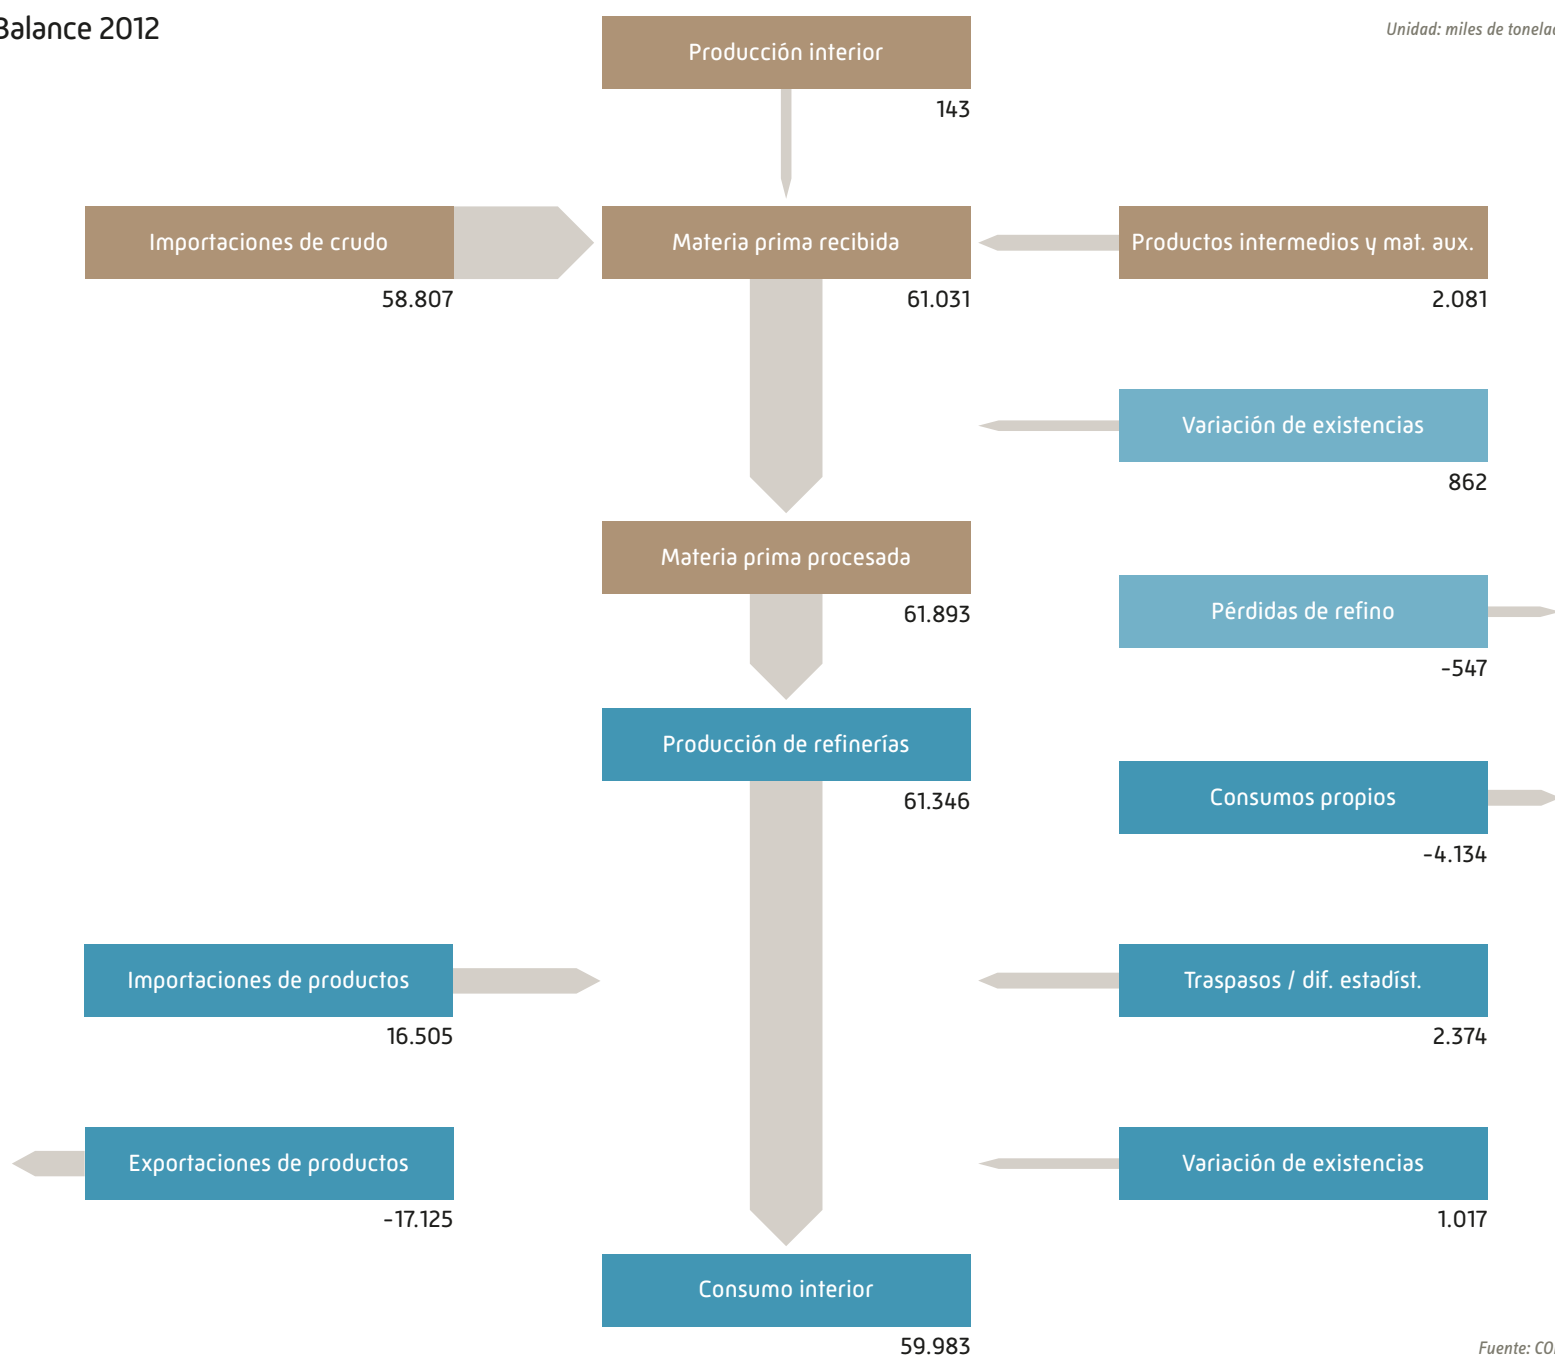 Balance 2012
Unidad: miles de
Producción interior
143
Importaciones de crudo
58.807
Materia prima recibida
61.031
Productos intermedios y mat. aux.
2.081
Variación de existencias
862
Materia prima procesada
61.893
Pérdidas de refino
-547
Producción de refinerías
61.346
Consumos propios
-4.134
Importaciones de productos
16.505
Traspasos / dif. estadíst.
2.374
Exportaciones de productos
-17.125
Variación de existencias
1.017
Consumo interior
59.983
Fuente: